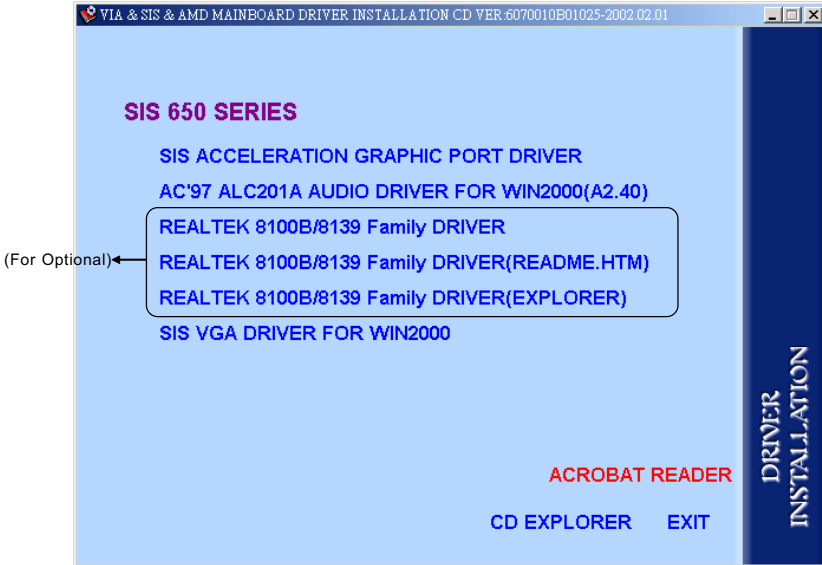 VIA & SIS & AMD MAINBOARD DRIVER INSTALLATION CD VER:6070010B01025-2002.02.01
SIS 650 SERIES
SIS ACCELERATION GRAPHIC PORT DRIVER
AC'97 ALC201A AUDIO DRIVER FOR WIN2000(A2.40)
REALTEK 8100B/8139 Family DRIVER
(For Optional)
REALTEK 8100B/8139 Family DRIVER(README.HTM)
REALTEK 8100B/8139 Family DRIVER(EXPLORER)
SIS VGA DRIVER FOR WIN2000
ACROBAT READER
CD EXPLORER
EXIT
DRIVER
INSTALLATION